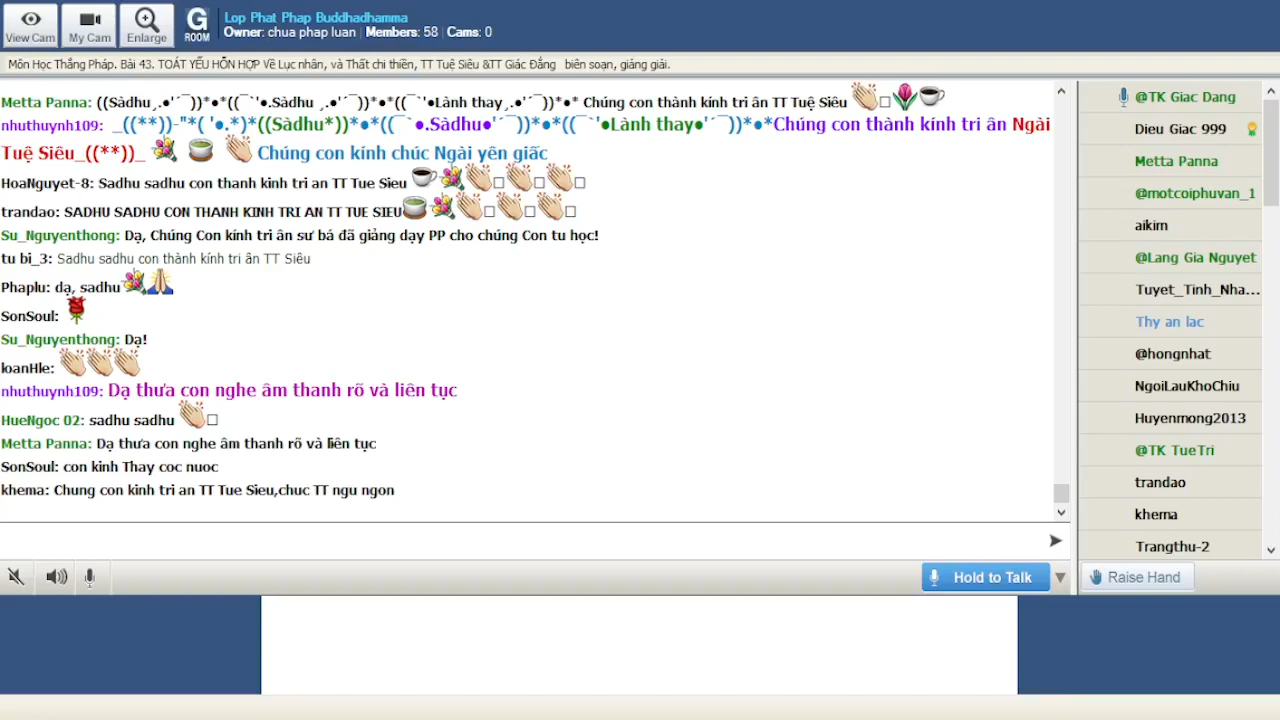 View Cam
My Cam
Enlarge
G
ROOM
Lop Phat Phap Buddhadhamma
Owner: chua phap luan | Members: 58 | Cams: 0
Môn Học Thắng Pháp. Bài 43. TOÁT YẾU HỖN HỢP Về Lục nhân, và Thất chi thiền, TT Tuệ Siêu &TT Giác Đẳng biên soạn, giảng giải.
Metta Panna: ((Sàdhu¸.●'´¯))*●*((¯`'●.Sàdhu ¸.●'´¯))*●*((¯`'●Lành thay¸.●'´¯))*●* Chúng con thành kính tri ân TT Tuệ Siêu
nhuthuynh109: _((**))-"*( '●.*)*((Sàdhu*))*●*((¯`●.Sàdhu●'´¯))*●*((¯`'●Lành thay●'´¯))*●*Chúng con thành kính tri ân Ngài
Tuệ Siêu_((**))_ Chúng con kính chúc Ngài yên giấc
HoaNguyet-8: Sadhu sadhu con thanh kinh tri an TT Tue Sieu
trandao: SADHU SADHU CON THANH KINH TRI AN TT TUE SIEU
Su_Nguyenthong: Dạ, Chúng Con kính tri ân sư bá đã giảng dạy PP cho chúng Con tu học!
tu bi_3: Sadhu sadhu con thành kính tri ân TT Siêu
Phaplu: dạ, sadhu
SonSoul:
Su_Nguyenthong: Dạ!
loanHle:
nhuthuynh109: Dạ thưa con nghe âm thanh rõ và liên tục
HueNgoc 02: sadhu sadhu
Metta Panna: Dạ thưa con nghe âm thanh rõ và liên tục
SonSoul: con kinh Thay coc nuoc
khema: Chung con kinh tri an TT Tue Sieu,chuc TT ngu ngon
@TK Giac Dang
Dieu Giac 999
Metta Panna
@motcoiphuvan_1
aikim
@Lang Gia Nguyet
Tuyet_Tinh_Nha...
Thy an lac
@hongnhat
NgoiLauKhoChiu
Huyenmong2013
@TK TueTri
trandao
khema
Trangthu-2
Hold to Talk
Raise Hand